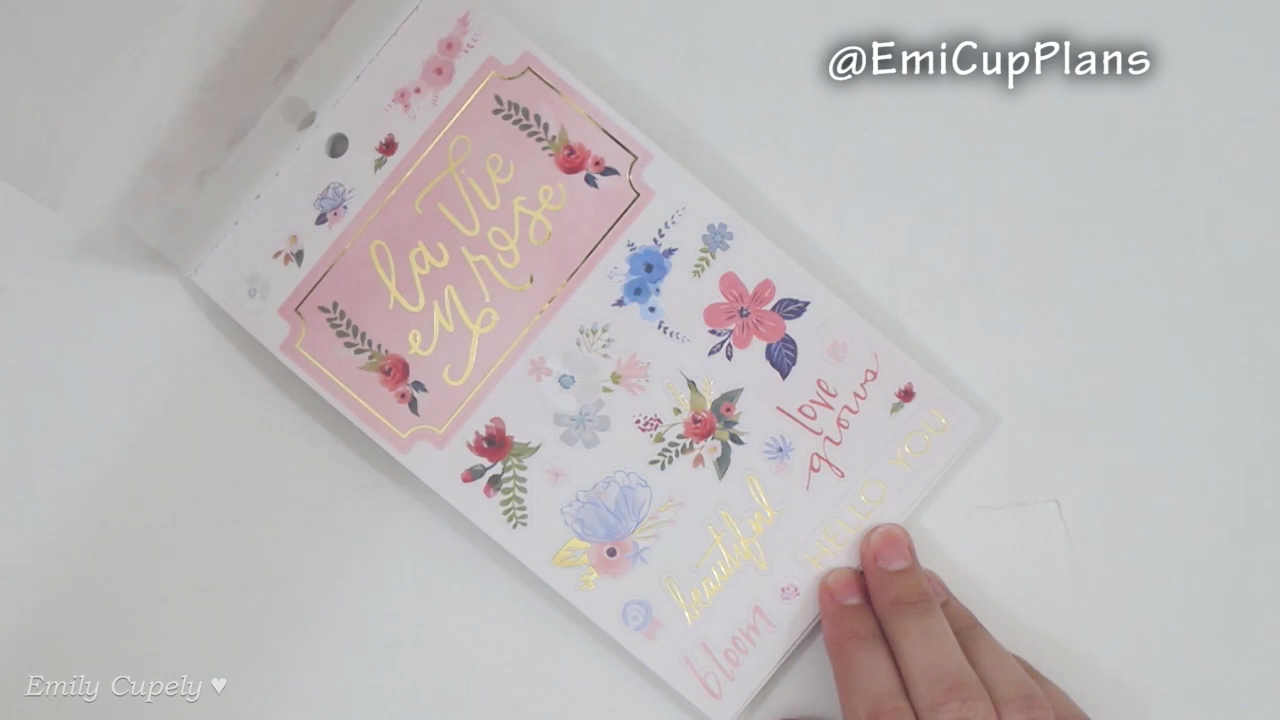 @EmiCupPlans
la vie
en rose
love
grows
HELLO YOU
beautiful
bloom
Emily Cupely ♥